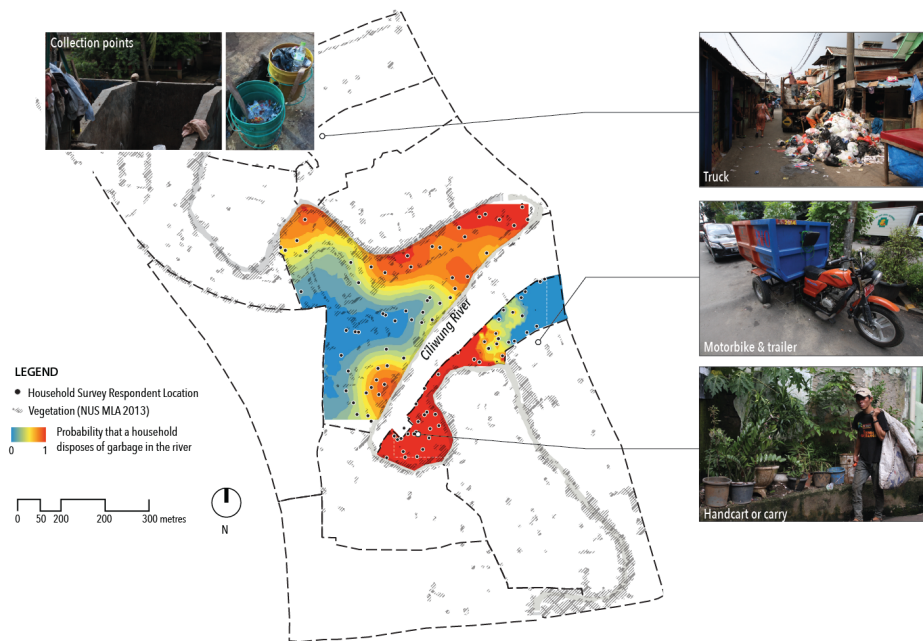 Collection points
Truck
Motorbike & trailer
Handcart or carry
Ciliwung River
LEGEND
Household Survey Respondent Location
Vegetation (NUS MLA 2013)
Probability that a household
disposes of garbage in the river
0 1
0 50 200 200 300 metres
N